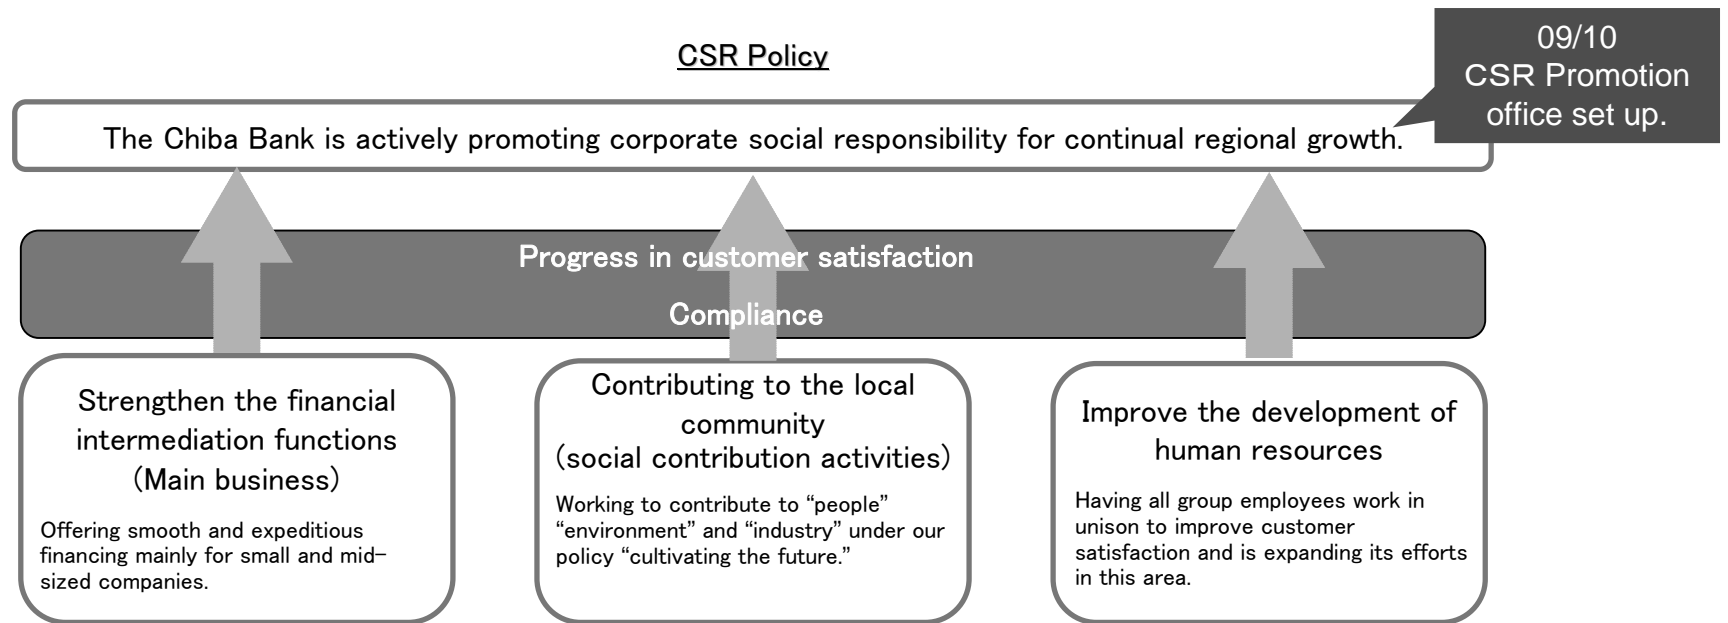 CSR Policy
09/10
CSR Promotion
office set up.
The Chiba Bank is actively promoting corporate social responsibility for continual regional growth.
Progress in customer satisfaction
Compliance
Strengthen the financial
intermediation functions
(Main business)
Offering smooth and expeditious
financing mainly for small and mid-
sized companies.
Contributing to the local
community
(social contribution activities)
Working to contribute to “people”
“environment” and “industry” under our
policy “cultivating the future.”
Improve the development of
human resources
Having all group employees work in
unison to improve customer
satisfaction and is expanding its efforts
in this area.